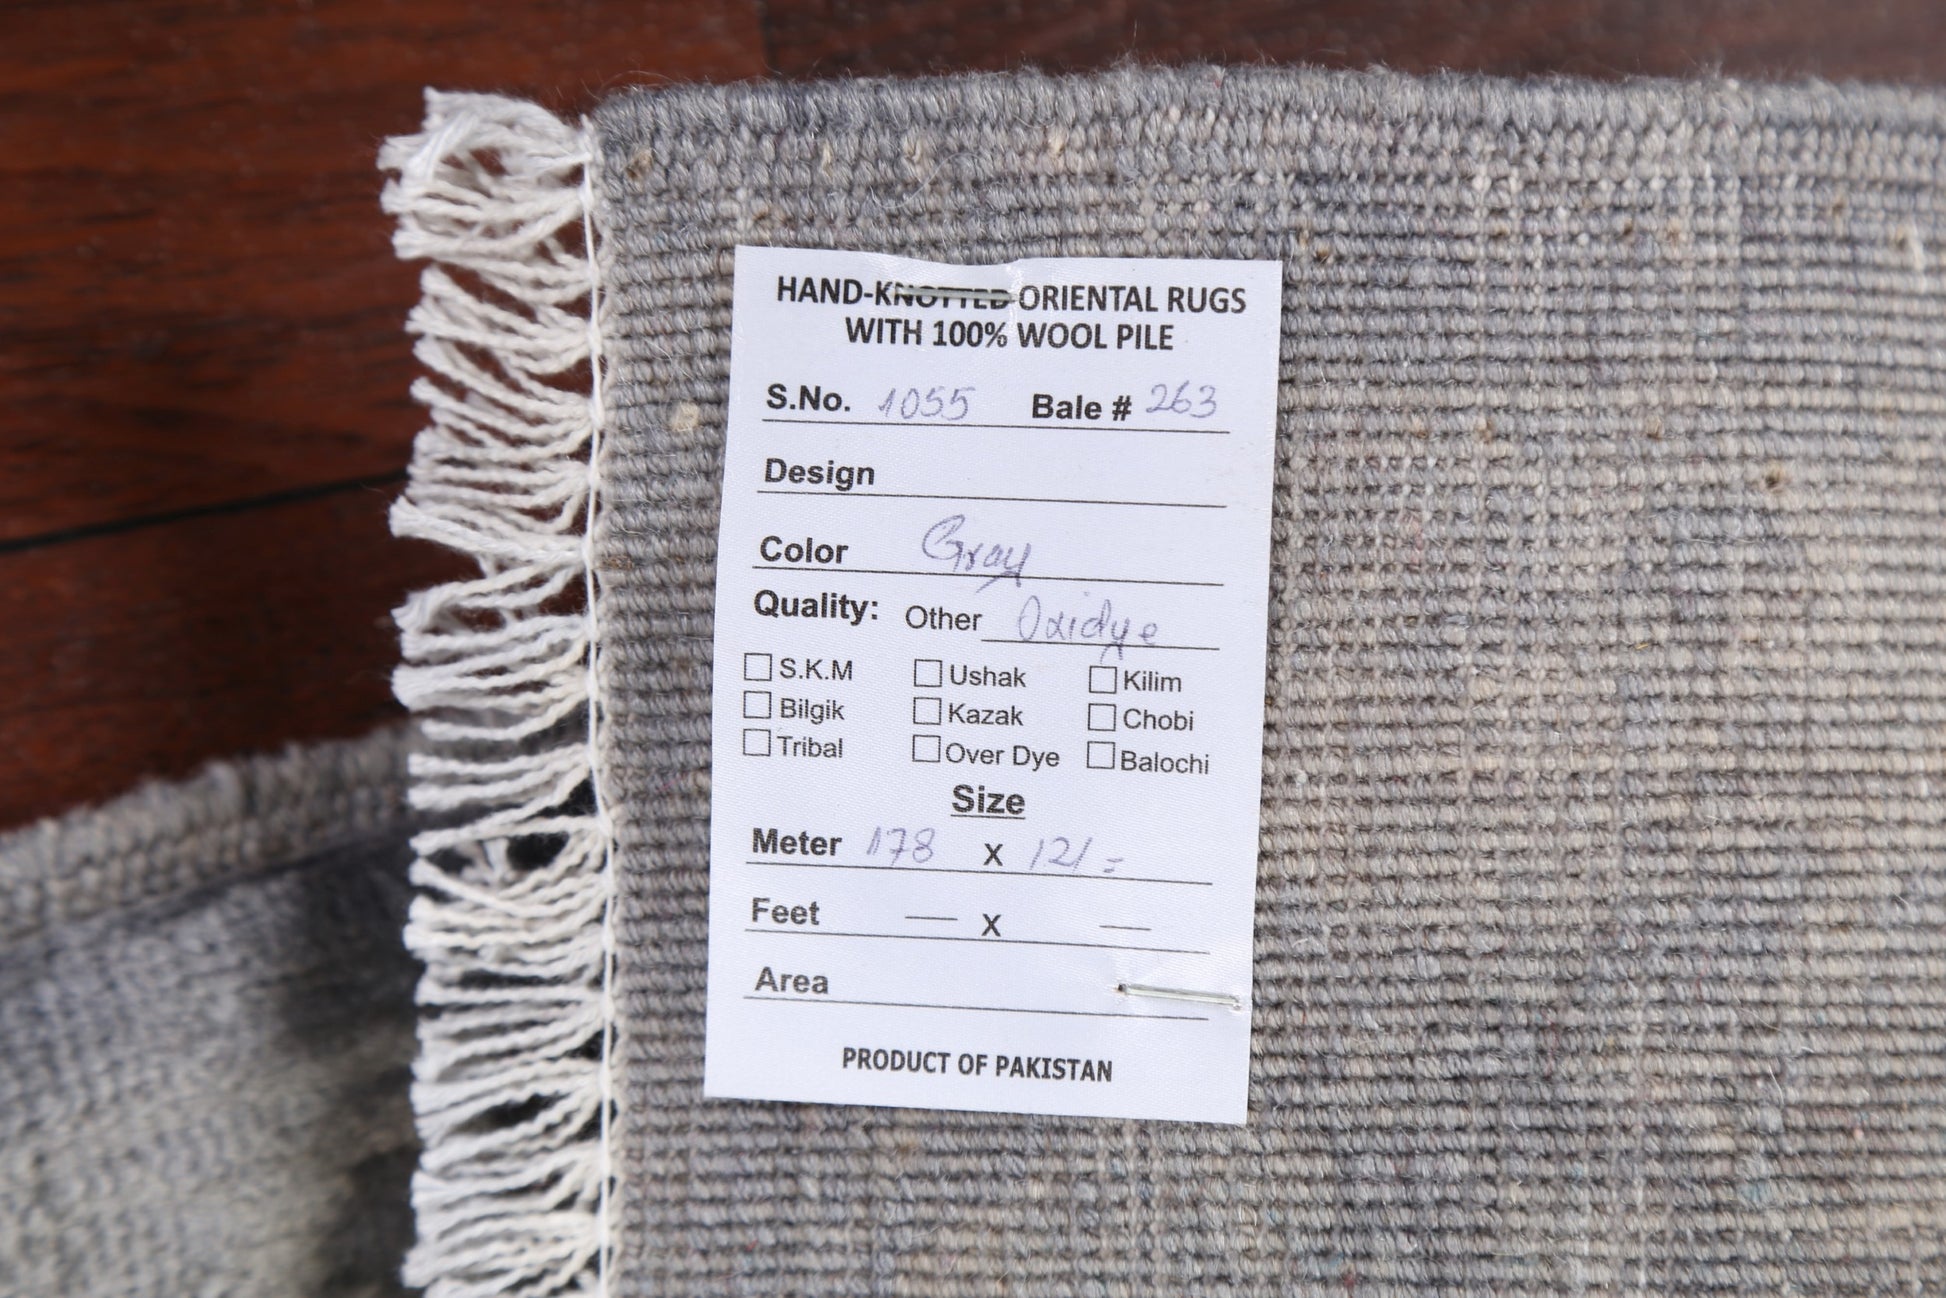 HAND-KNOTTED ORIENTAL RUGS
WITH 100% WOOL PILE
S.No. 1055 Bale # 263
Design
Color Gray
Quality: Other Oxidye
☐ S.K.M ☐ Ushak ☐ Kilim
☐ Bilgik ☐ Kazak ☐ Chobi
☐ Tribal ☐ Over Dye ☐ Balochi
Size
Meter 178 X 121=
Feet — X —
Area
PRODUCT OF PAKISTAN